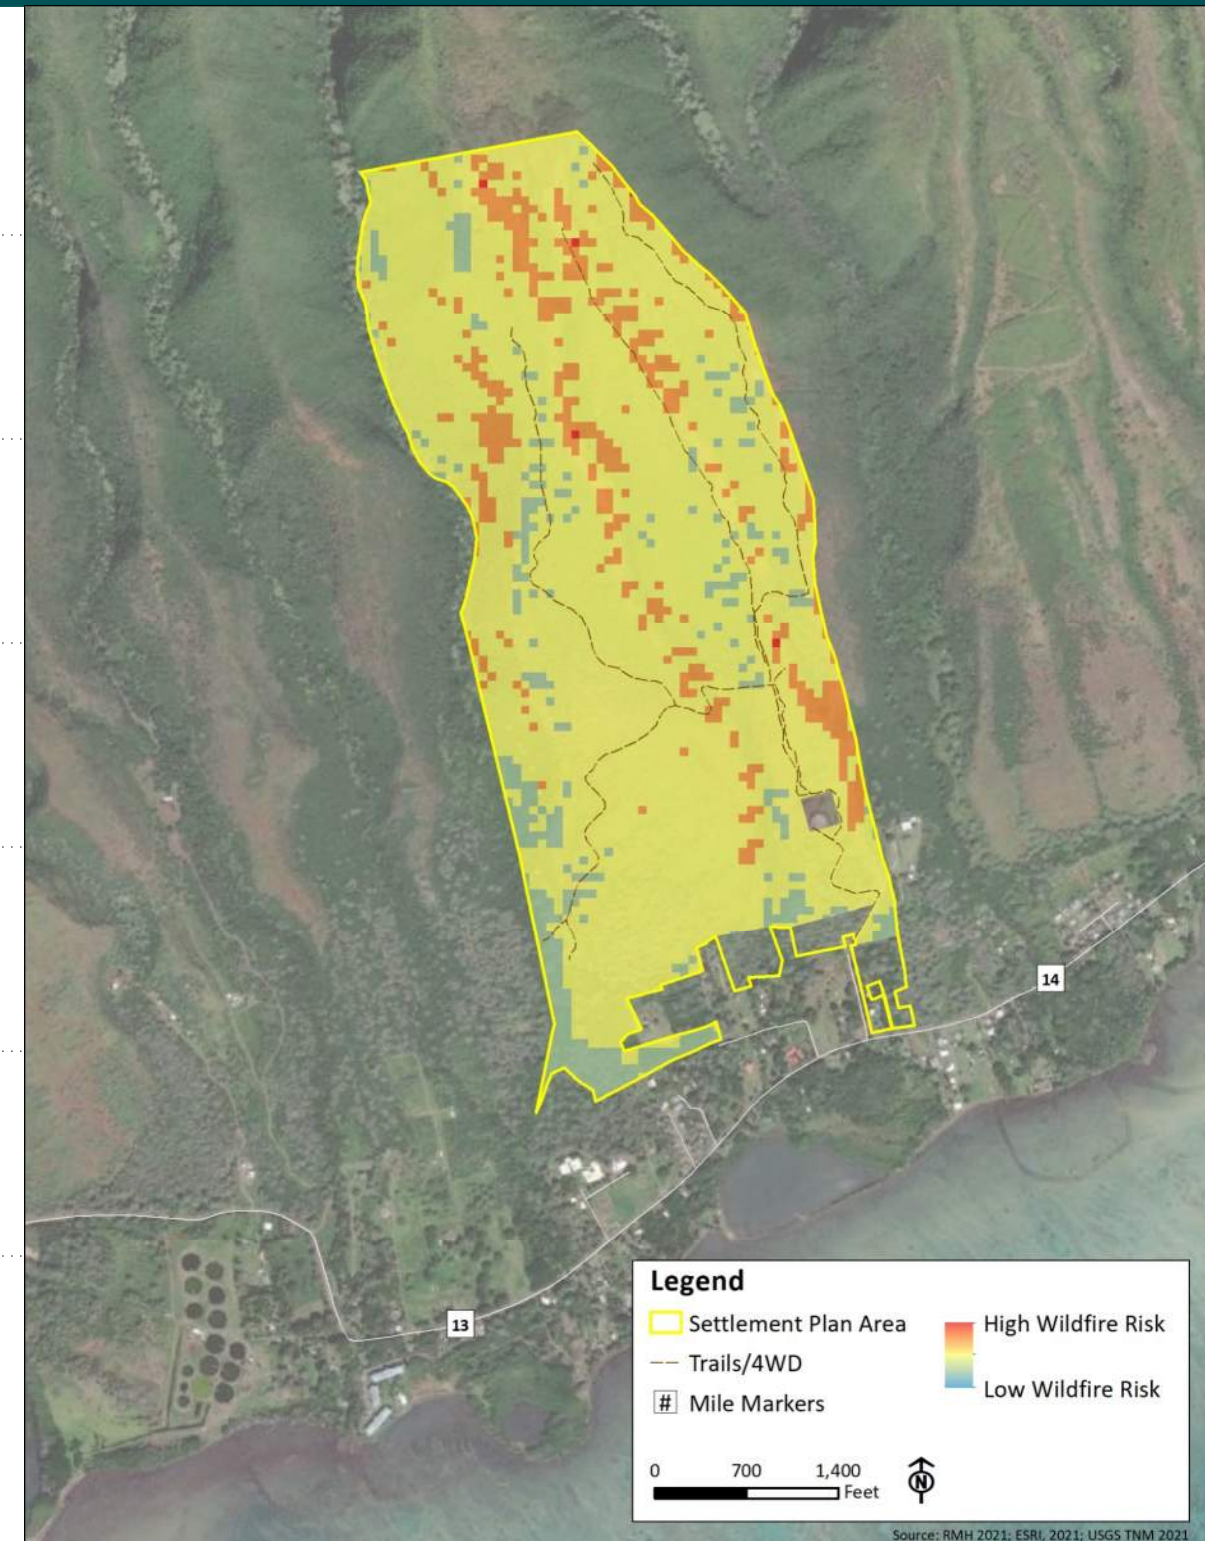 14
13
Legend
Settlement Plan Area
Trails/4WD
# Mile Markers
High Wildfire Risk
Low Wildfire Risk
0 700 1,400
Feet
N
Source: RMH 2021; ESRI, 2021; USGS TNM 2021